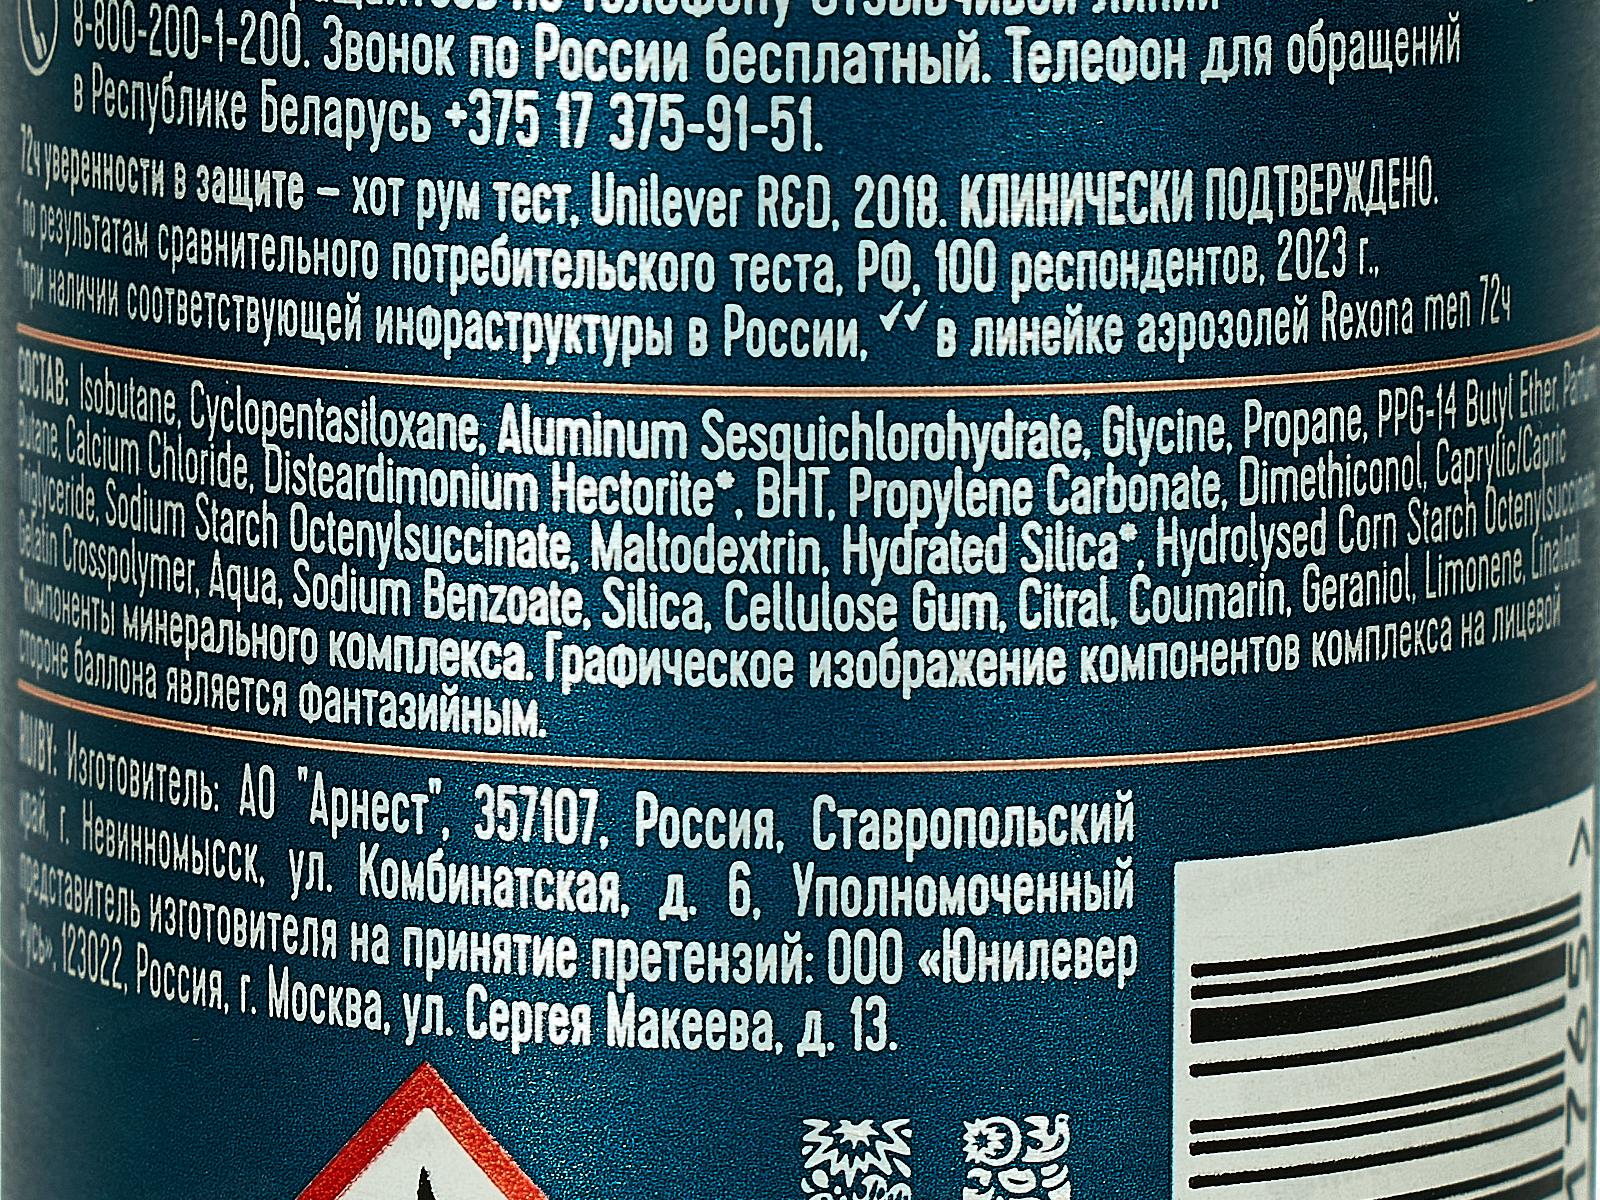 по телефону отзывчивой линии
8-800-200-1-200. Звонок по России бесплатный. Телефон для обращений
в Республике Беларусь +375 17 375-91-51.
72ч уверенности в защите – хот рум тест, Unilever R&D, 2018. КЛИНИЧЕСКИ ПОДТВЕРЖДЕНО.
по результатам сравнительного потребительского теста, РФ, 100 респондентов, 2023 г.,
при наличии соответствующей инфраструктуры в России, ✓✓ в линейке аэрозолей Rexona men 72ч
СОСТАВ: Isobutane, Cyclopentasiloxane, Aluminum Sesquichlorohydrate, Glycine, Propane, PPG-14 Butyl Ether, Parfum
Butane, Calcium Chloride, Disteardimonium Hectorite*, BHT, Propylene Carbonate, Dimethiconol, Caprylic/Capric
Triglyceride, Sodium Starch Octenylsuccinate, Maltodextrin, Hydrated Silica*, Hydrolysed Corn Starch Octenylsuccinate
Gelatin Crosspolymer, Aqua, Sodium Benzoate, Silica, Cellulose Gum, Citral, Coumarin, Geraniol, Limonene, Linalool
*компоненты минерального комплекса. Графическое изображение компонентов комплекса на лицевой
стороне баллона является фантазийным.
RU/BY: Изготовитель: АО "Арнест", 357107, Россия, Ставропольский
край, г. Невинномысск, ул. Комбинатская, д. 6, Уполномоченный
представитель изготовителя на принятие претензий: ООО «Юнилевер
Русь», 123022, Россия, г. Москва, ул. Сергея Макеева, д. 13.